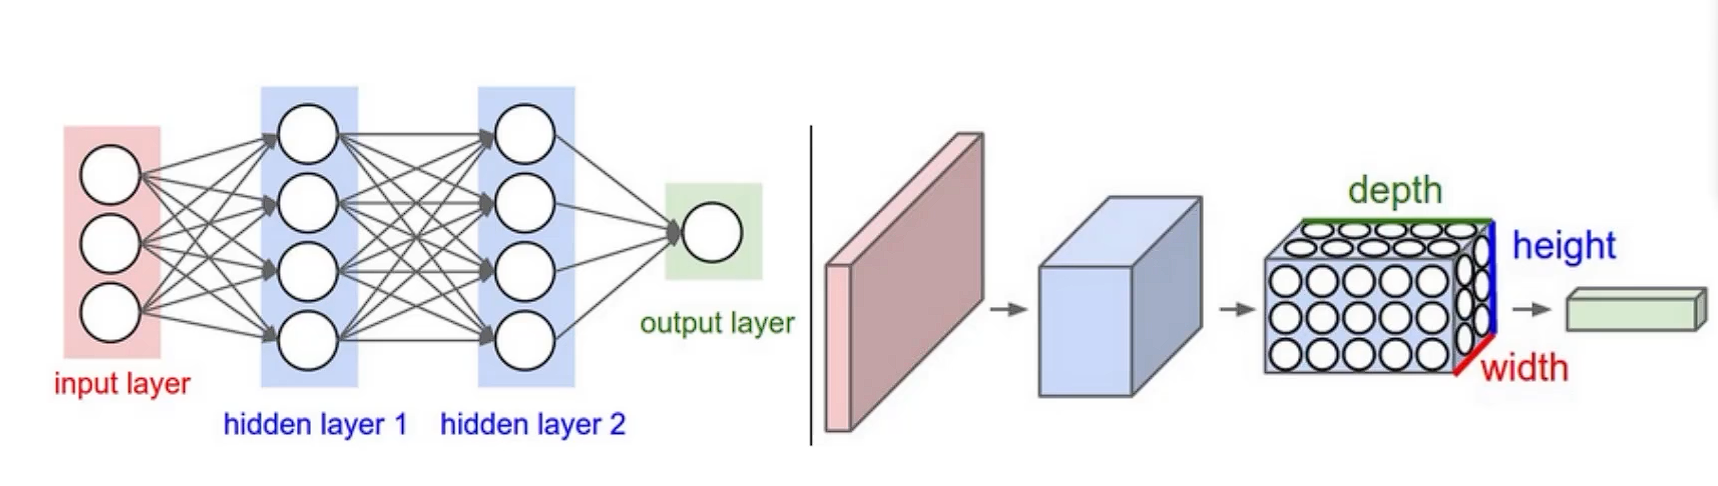 input layer
hidden layer 1
hidden layer 2
output layer
depth
height
width